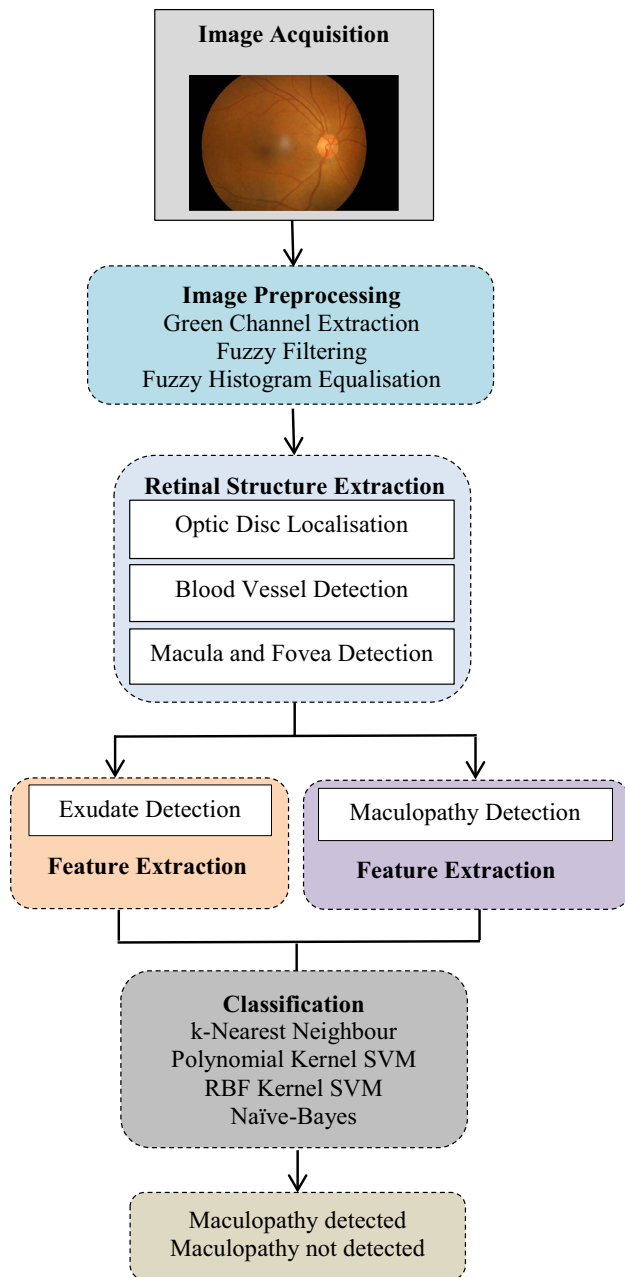 Image Acquisition
Image Preprocessing
Green Channel Extraction
Fuzzy Filtering
Fuzzy Histogram Equalisation
Retinal Structure Extraction
Optic Disc Localisation
Blood Vessel Detection
Macula and Fovea Detection
Exudate Detection
Feature Extraction
Maculopathy Detection
Feature Extraction
Classification
k-Nearest Neighbour
Polynomial Kernel SVM
RBF Kernel SVM
Naïve-Bayes
Maculopathy detected
Maculopathy not detected